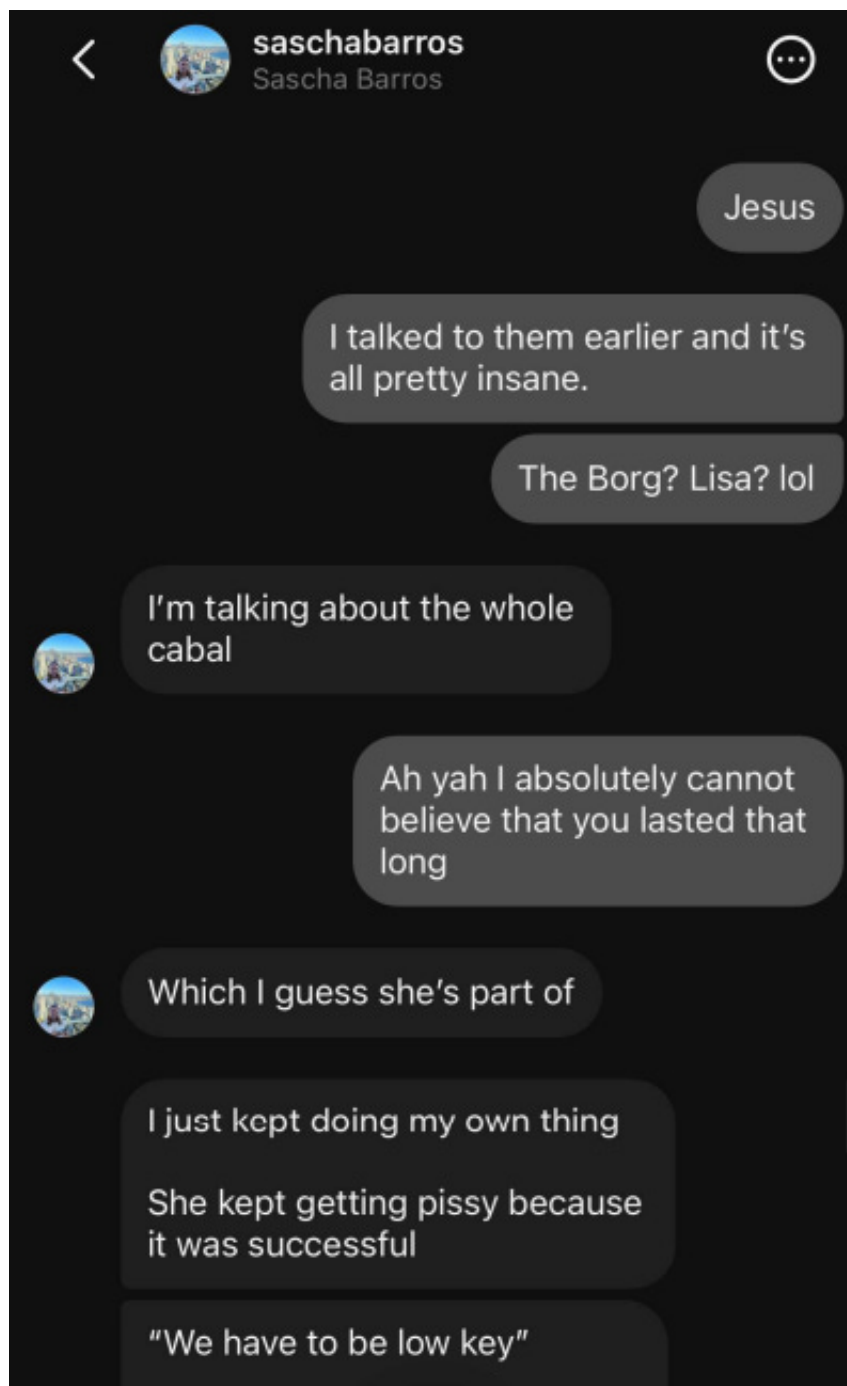 saschabarros
Sascha Barros
Jesus
I talked to them earlier and it's
all pretty insane.
The Borg? Lisa? lol
I'm talking about the whole
cabal
Ah yah I absolutely cannot
believe that you lasted that
long
Which I guess she's part of
I just kept doing my own thing
She kept getting pissy because
it was successful
"We have to be low key"